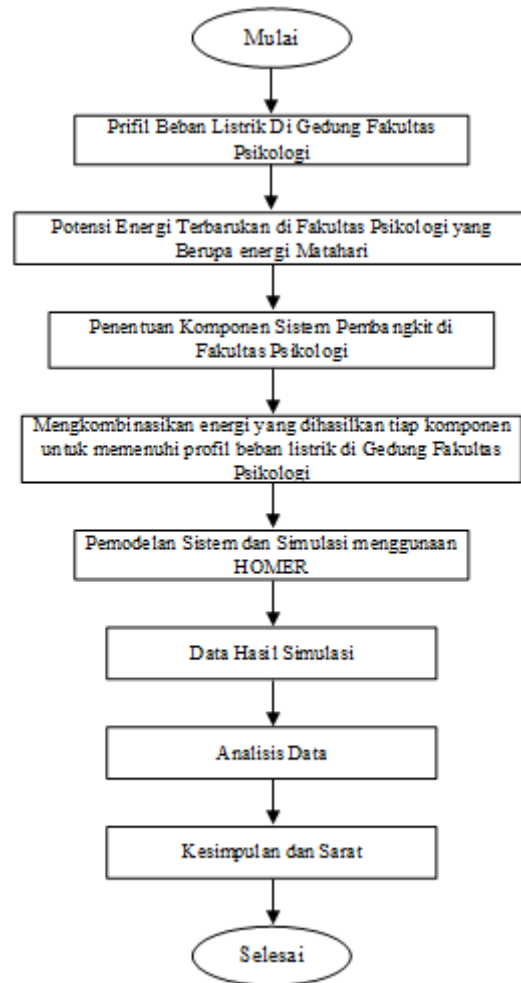 Mulai
Prifil Beban Listrik Di Gedung Fakultas
Psikologi
Potensi Energi Terbarukan di Fakultas Psikologi yang
Berupa energi Matahari
Penentuan Komponen Sistem Pembangkit di
Fakultas Psikologi
Mengkombinasikan energi yang dihasilkan tiap komponen
untuk memenuhi profil beban listrik di Gedung Fakultas
Psikologi
Pemodelan Sistem dan Simulasi menggunaan
HOMER
Data Hasil Simulasi
Analisis Data
Kesimpulan dan Sarat
Selesai